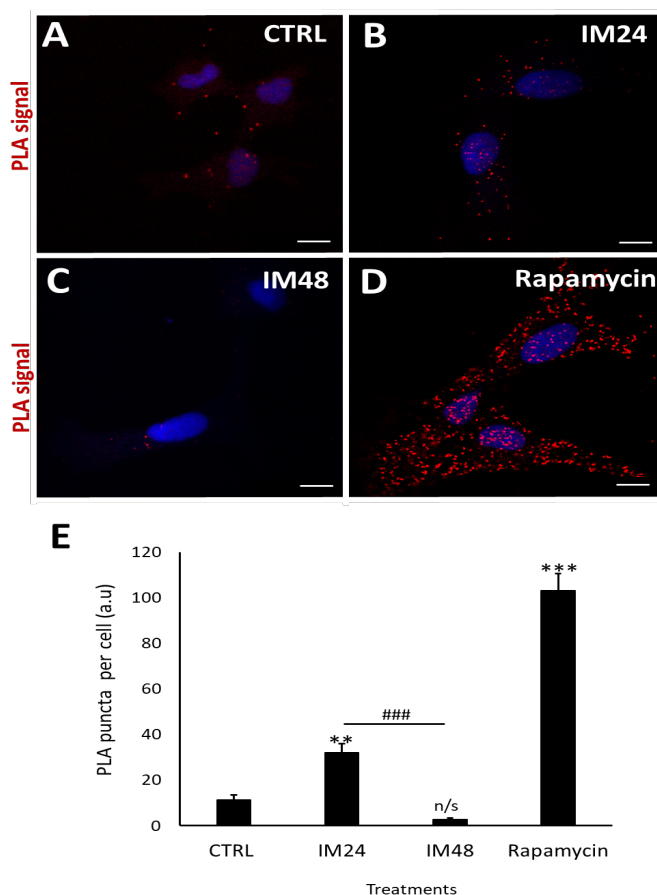 A CTRL
B IM24
PLA signal
C IM48
D Rapamycin
PLA signal
E
120
100
80
60
40
20
0
PLA puncta per cell (a.u)
**
###
n/s
***
CTRL IM24 IM48 Rapamycin
Treatments